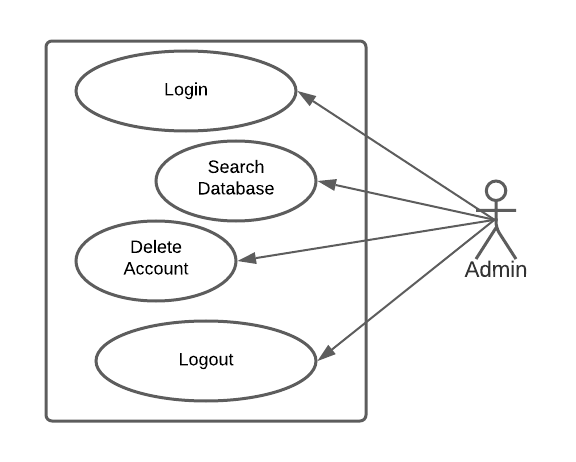 Login
Search
Database
Delete
Account
Admin
Logout